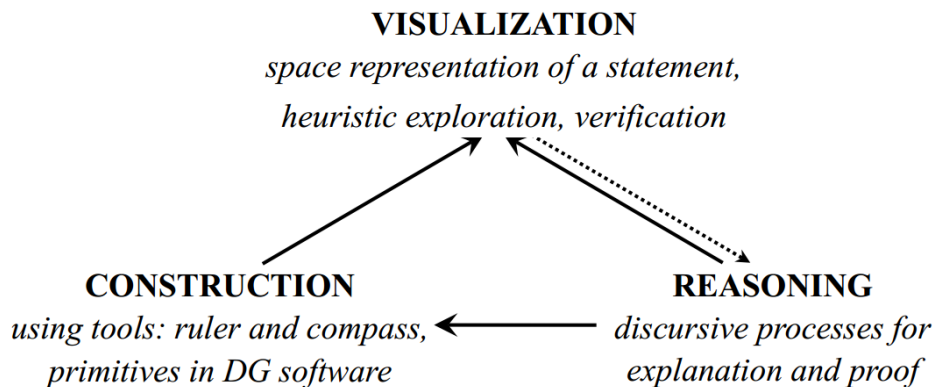 VISUALIZATION
space representation of a statement,
heuristic exploration, verification
CONSTRUCTION
using tools: ruler and compass,
primitives in DG software
REASONING
discursive processes for
explanation and proof